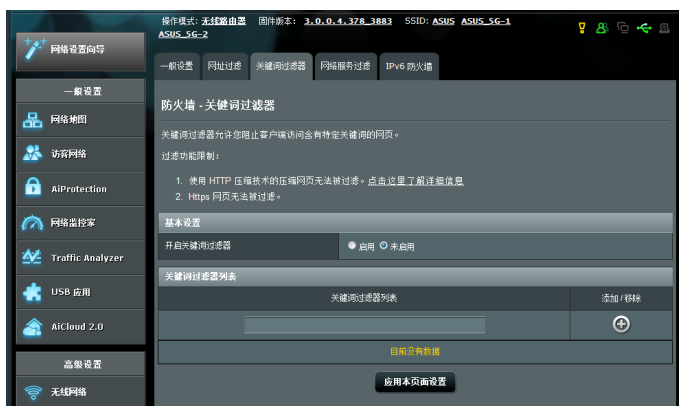 操作模式: 无线路由器 固件版本: 3.0.0.4.378_3883 SSID: ASUS ASUS_5G-1
ASUS_5G-2
网络设置向导
一般设置
网络地图
访客网络
AiProtection
网络监控家
Traffic Analyzer
USB 应用
AiCloud 2.0
高级设置
无线网络
一般设置 网址过滤 关键词过滤器 网络服务过滤 IPv6 防火墙
防火墙 - 关键词过滤器
关键词过滤器允许您阻止客户端访问含有特定关键词的网页。
过滤功能限制:
1. 使用 HTTP 压缩技术的压缩网页无法被过滤。点击这里了解详细信息
2. Https 网页无法被过滤。
基本设置
开启关键词过滤器 启用 未启用
关键词过滤器列表
关键词过滤器列表 添加 / 移除
目前没有数据
应用本页面设置